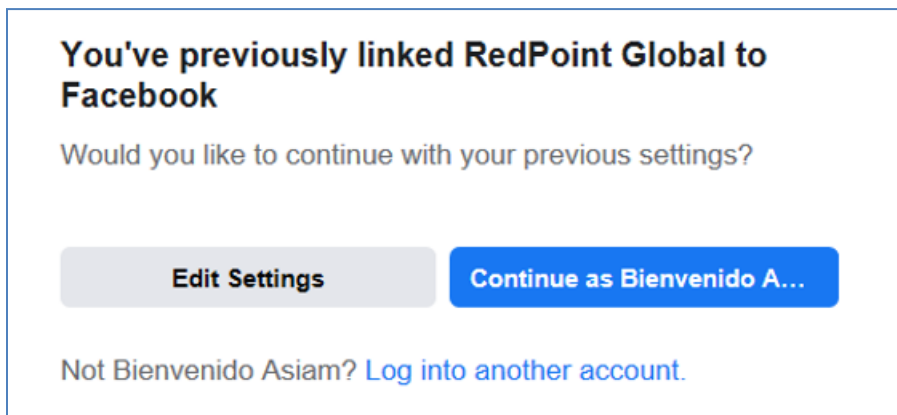 You've previously linked RedPoint Global to
Facebook
Would you like to continue with your previous settings?
Edit Settings
Continue as Bienvenido A...
Not Bienvenido Asiam? Log into another account.